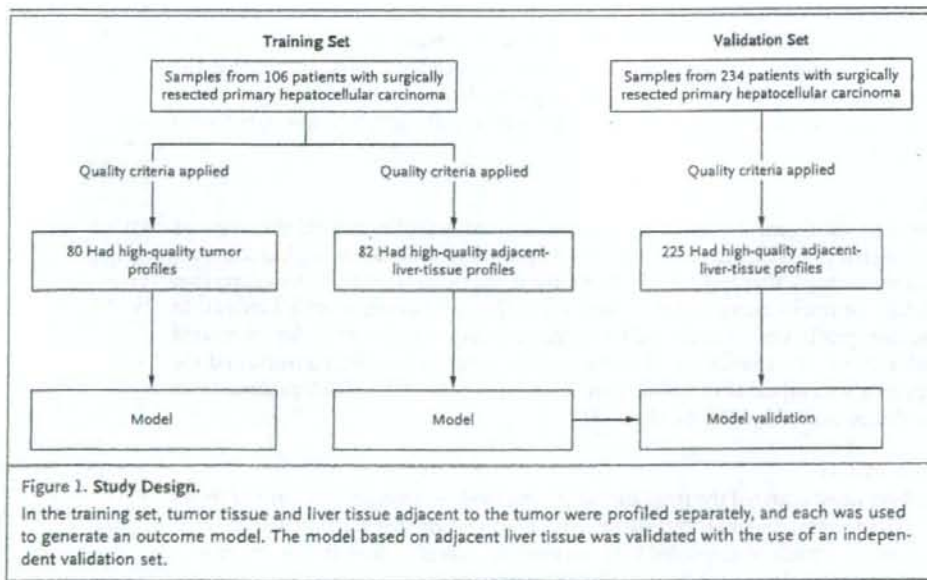 Training Set
Validation Set
Samples from 106 patients with surgically
resected primary hepatocellular carcinoma
Samples from 234 patients with surgically
resected primary hepatocellular carcinoma
Quality criteria applied
Quality criteria applied
Quality criteria applied
80 Had high-quality tumor
profiles
82 Had high-quality adjacent-
liver-tissue profiles
225 Had high-quality adjacent-
liver-tissue profiles
Model
Model
Model validation
Figure 1. Study Design.
In the training set, tumor tissue and liver tissue adjacent to the tumor were profiled separately, and each was used
to generate an outcome model. The model based on adjacent liver tissue was validated with the use of an indepen-
dent validation set.